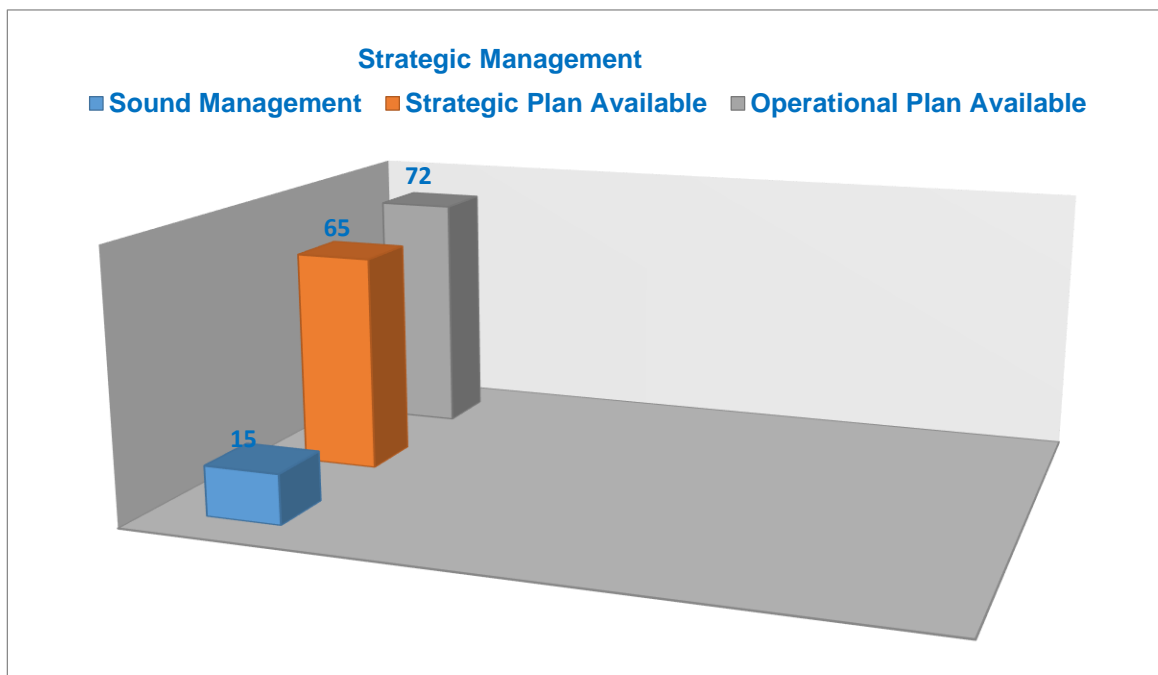 Strategic Management
Sound Management Strategic Plan Available Operational Plan Available
72
65
15